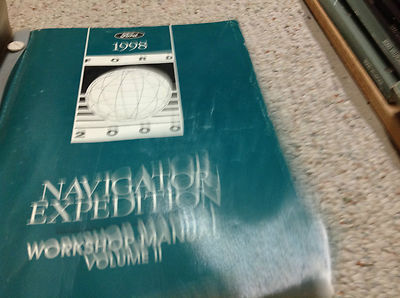 Ford
1998
FORD
2000
NAVIGATOR
EXPEDITION
WORKSHOP MANUAL
VOLUME II